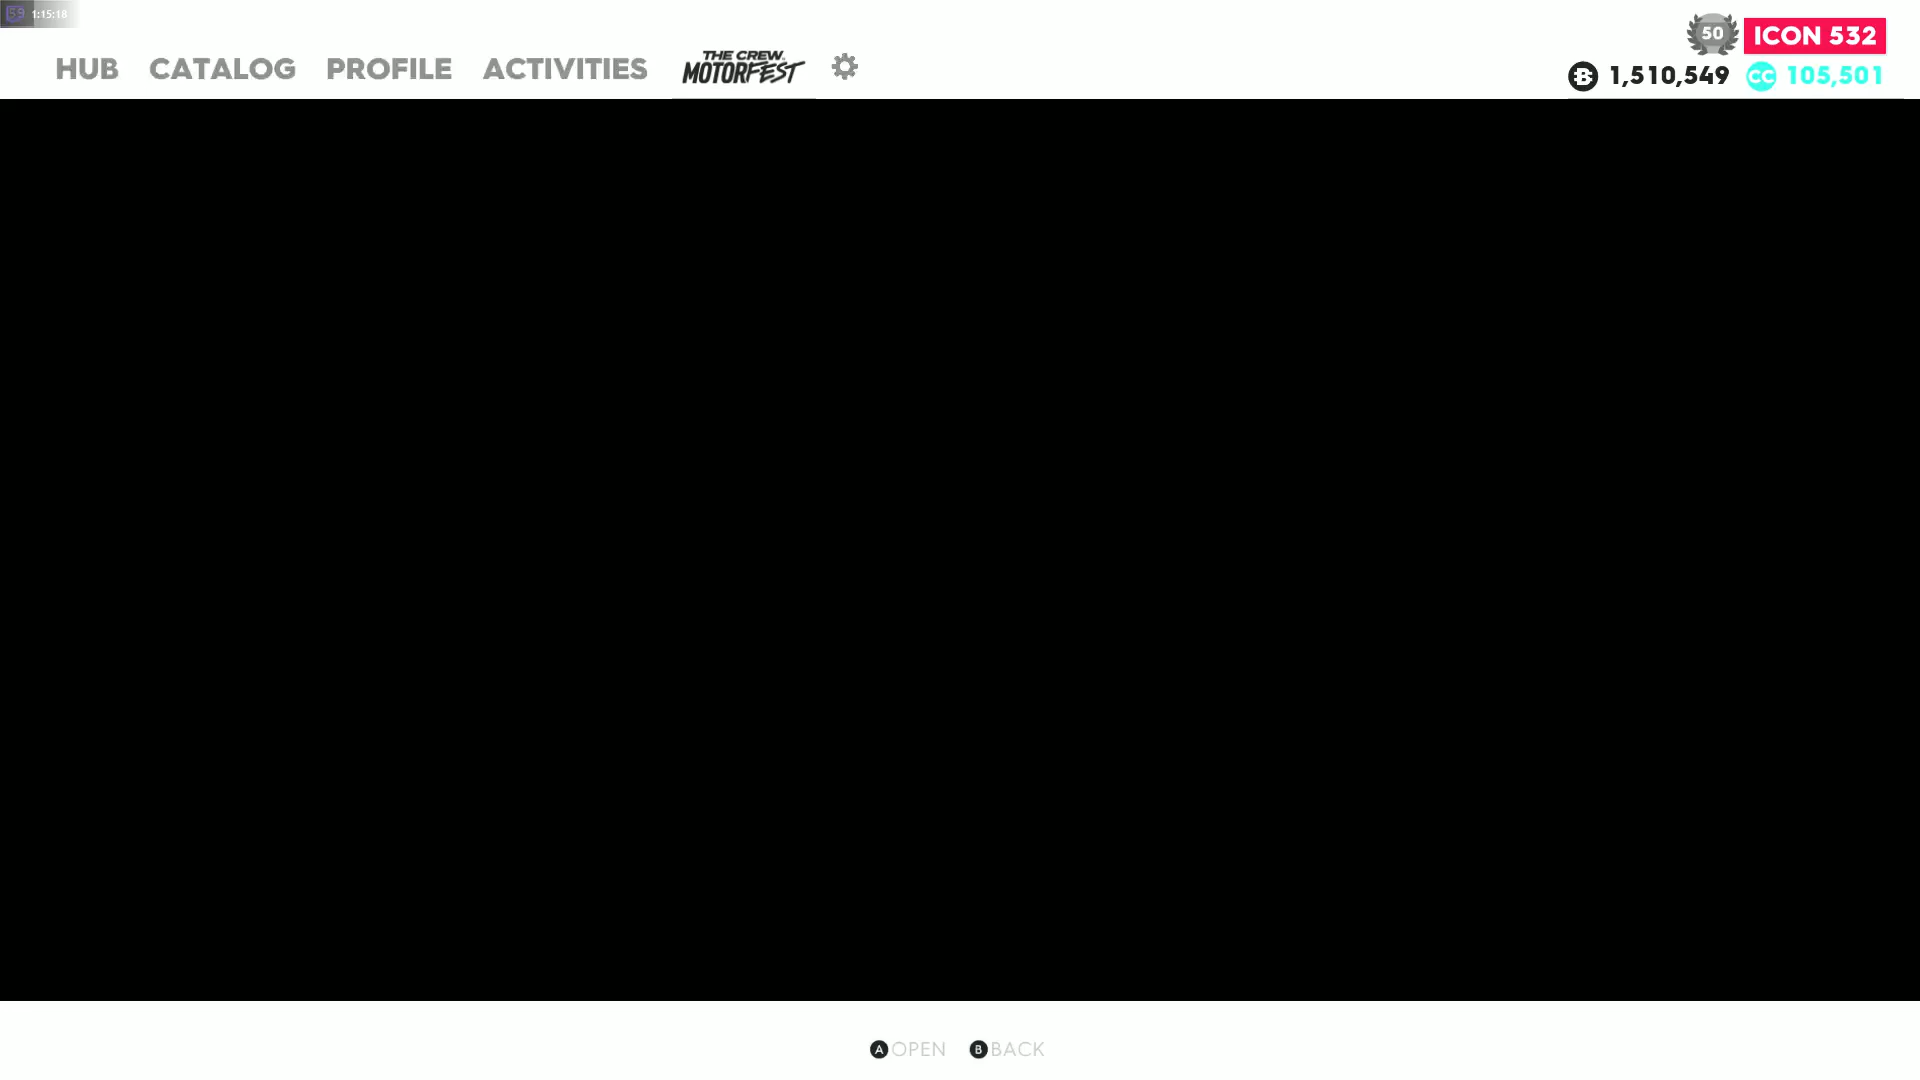 59 1:15:18
50 ICON 532
HUB CATALOG PROFILE ACTIVITIES THE CREW MOTORFEST
B 1,510,549 CC 105,501
A OPEN B BACK